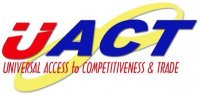 UACT
UNIVERSAL ACCESS to COMPETITIVENESS & TRADE